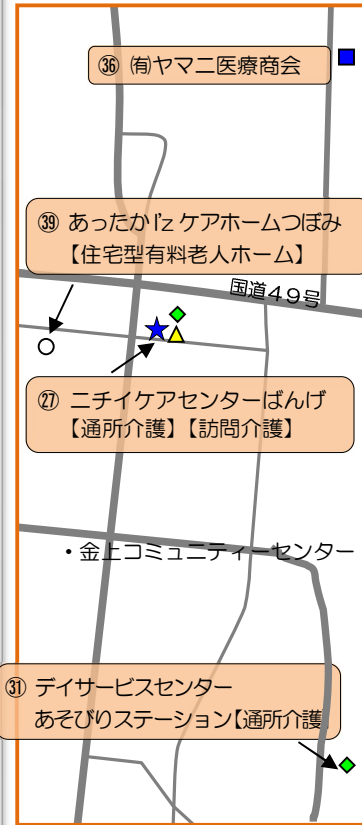 ㊱ ㈲ヤマニ医療商会
㊴ あったかI'zケアホームつぼみ
【住宅型有料老人ホーム】
国道49号
㉗ ニチイケアセンターばんげ
【通所介護】【訪問介護】
・金上コミュニティーセンター
㉛ デイサービスセンター
あそびりステーション【通所介護】